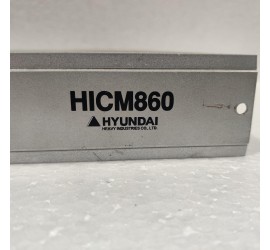 HICM860
HYUNDAI
HEAVY INDUSTRIES CO., LTD.